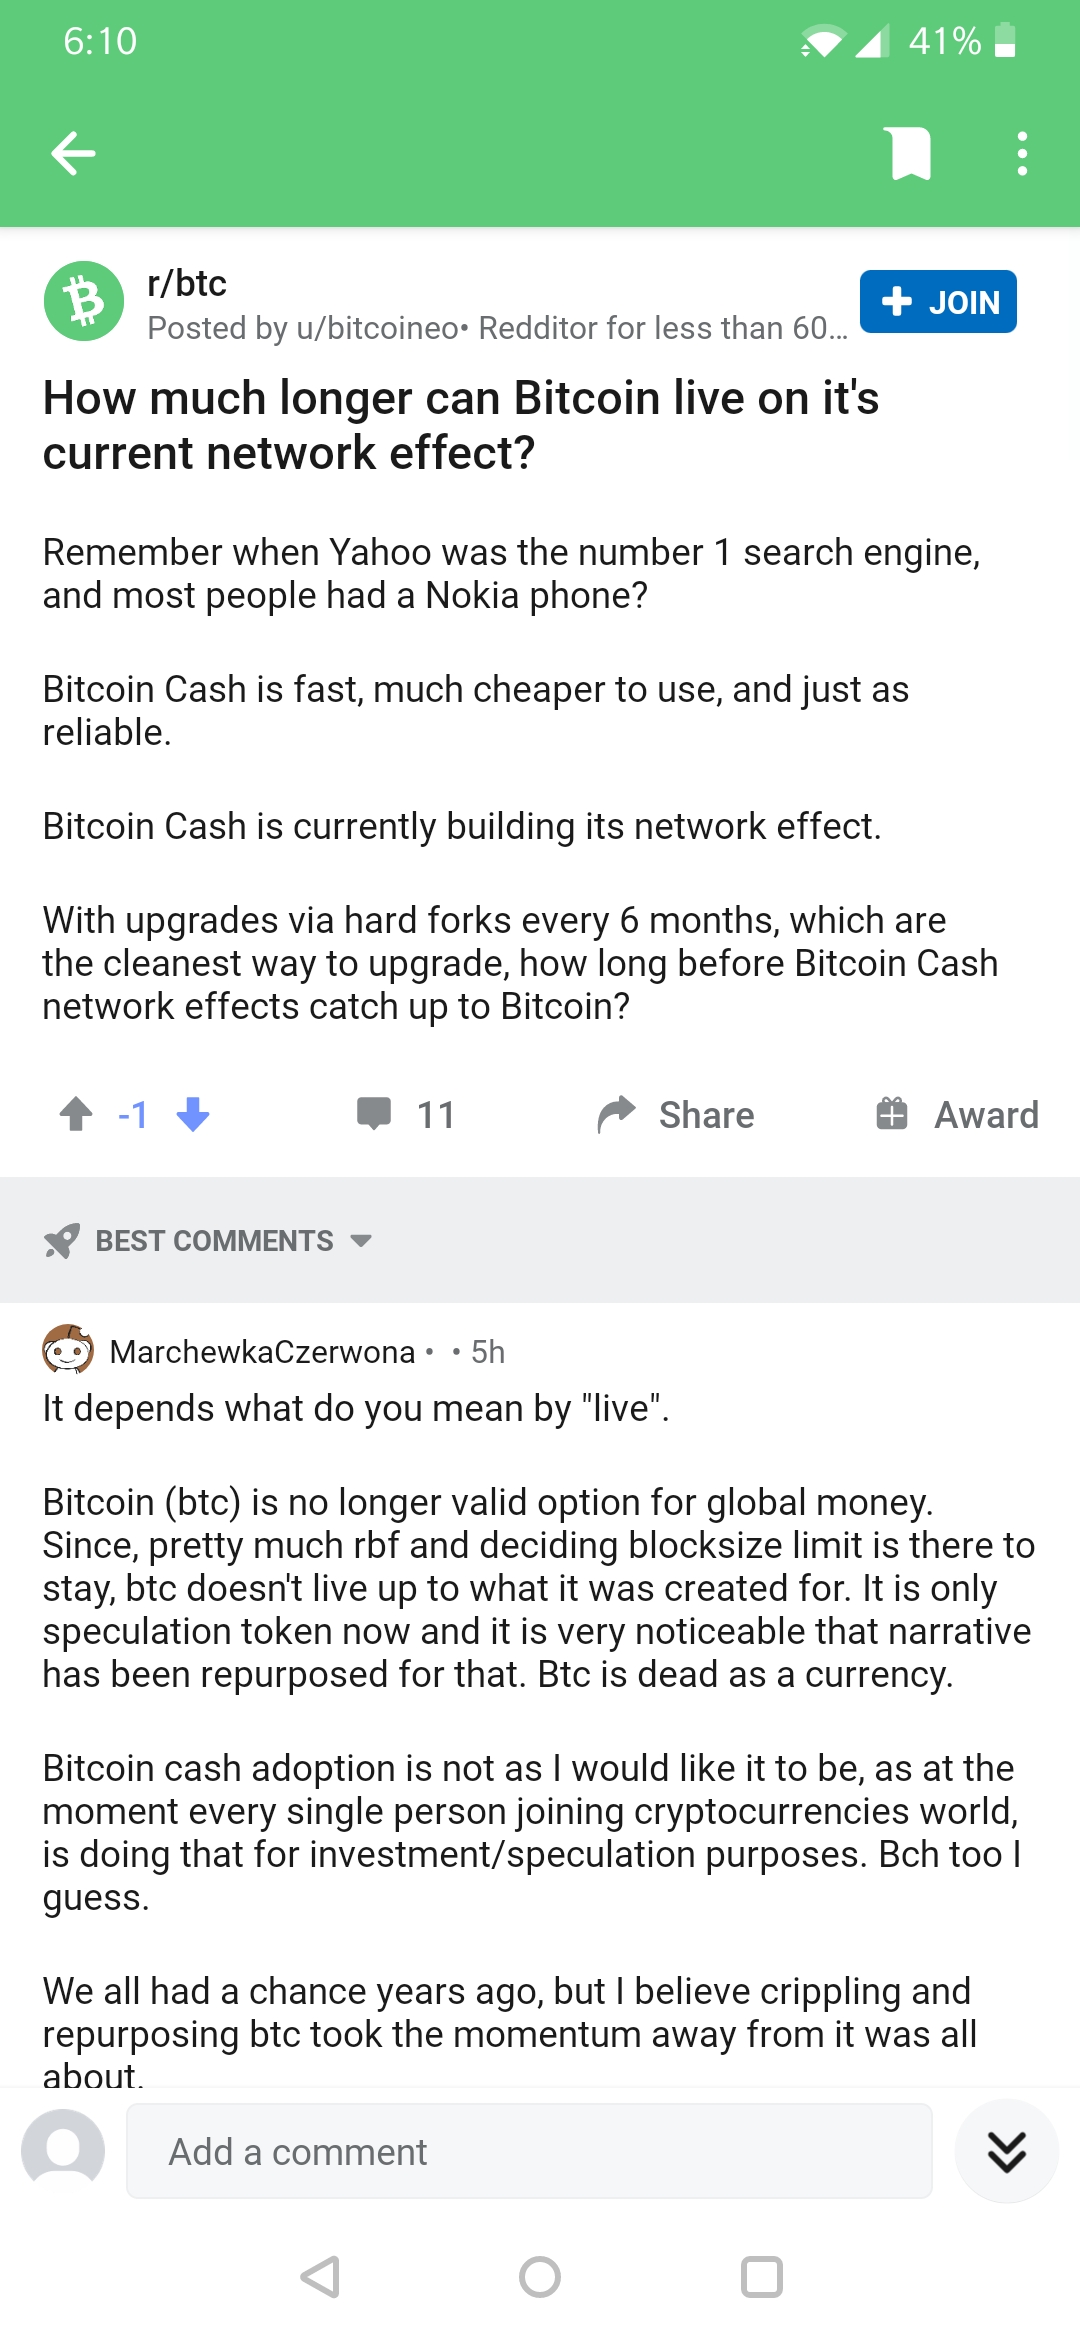 6:10
41%
r/btc
Posted by u/bitcoineo• Redditor for less than 60...
JOIN
How much longer can Bitcoin live on it's
current network effect?
Remember when Yahoo was the number 1 search engine,
and most people had a Nokia phone?
Bitcoin Cash is fast, much cheaper to use, and just as
reliable.
Bitcoin Cash is currently building its network effect.
With upgrades via hard forks every 6 months, which are
the cleanest way to upgrade, how long before Bitcoin Cash
network effects catch up to Bitcoin?
-1
11
Share
Award
BEST COMMENTS
MarchewkaCzerwona • • 5h
It depends what do you mean by "live".
Bitcoin (btc) is no longer valid option for global money.
Since, pretty much rbf and deciding blocksize limit is there to
stay, btc doesn't live up to what it was created for. It is only
speculation token now and it is very noticeable that narrative
has been repurposed for that. Btc is dead as a currency.
Bitcoin cash adoption is not as I would like it to be, as at the
moment every single person joining cryptocurrencies world,
is doing that for investment/speculation purposes. Bch too I
guess.
We all had a chance years ago, but I believe crippling and
repurposing btc took the momentum away from it was all
about.
Add a comment